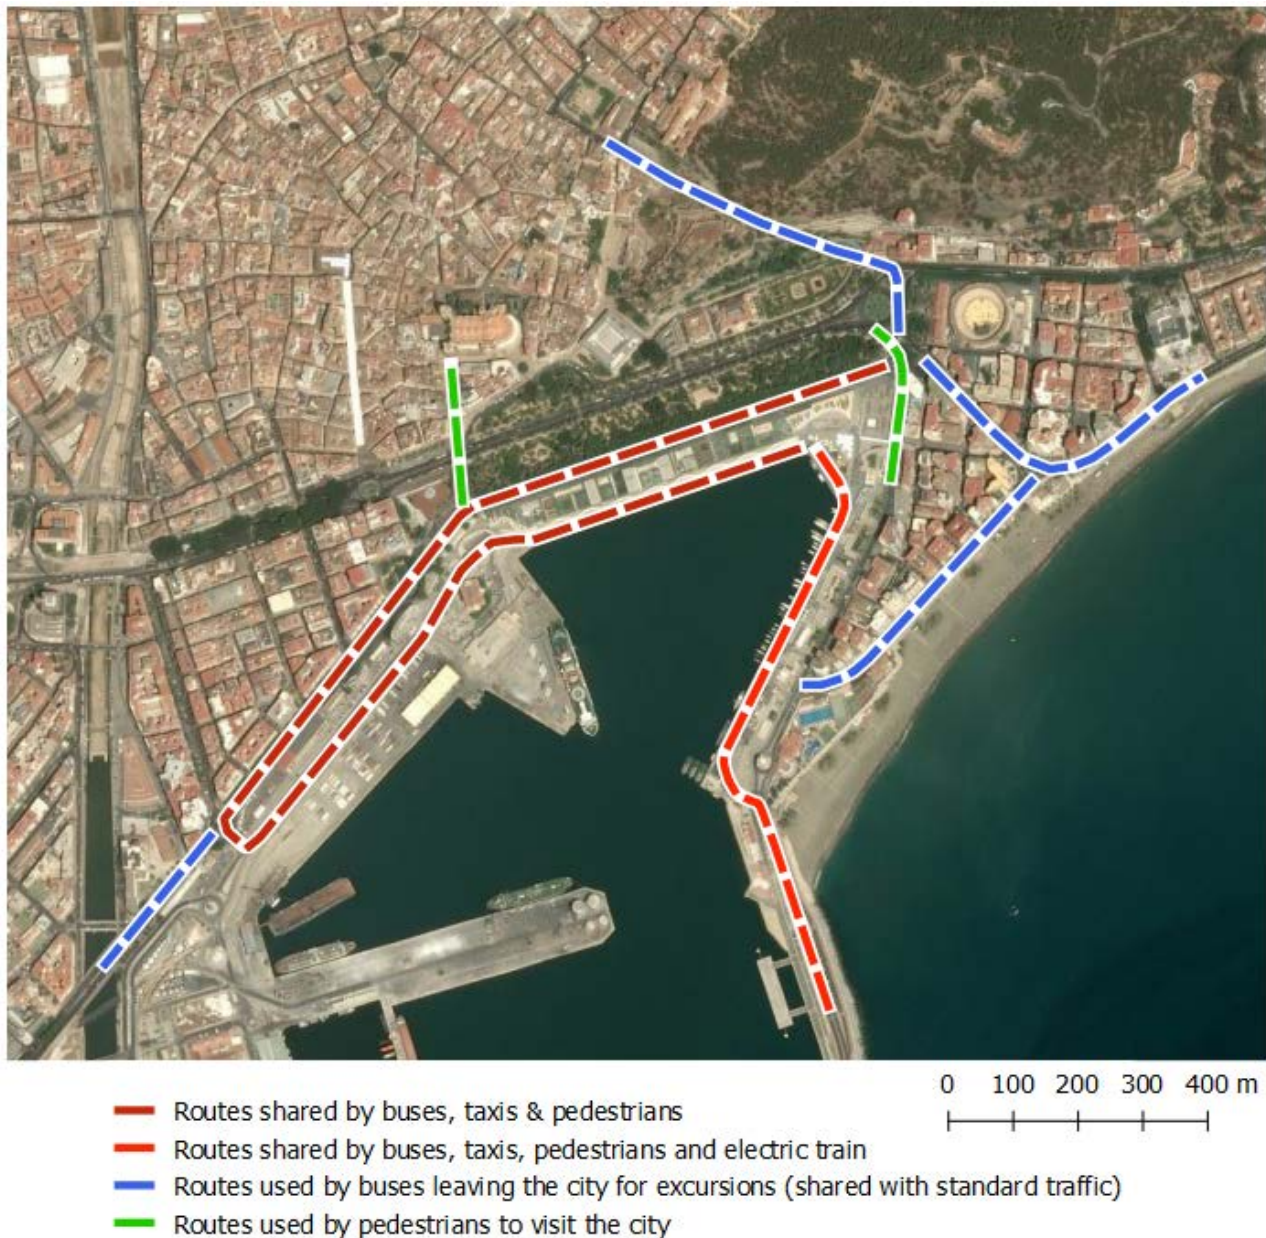 0 100 200 300 400 m
Routes shared by buses, taxis & pedestrians
Routes shared by buses, taxis, pedestrians and electric train
Routes used by buses leaving the city for excursions (shared with standard traffic)
Routes used by pedestrians to visit the city